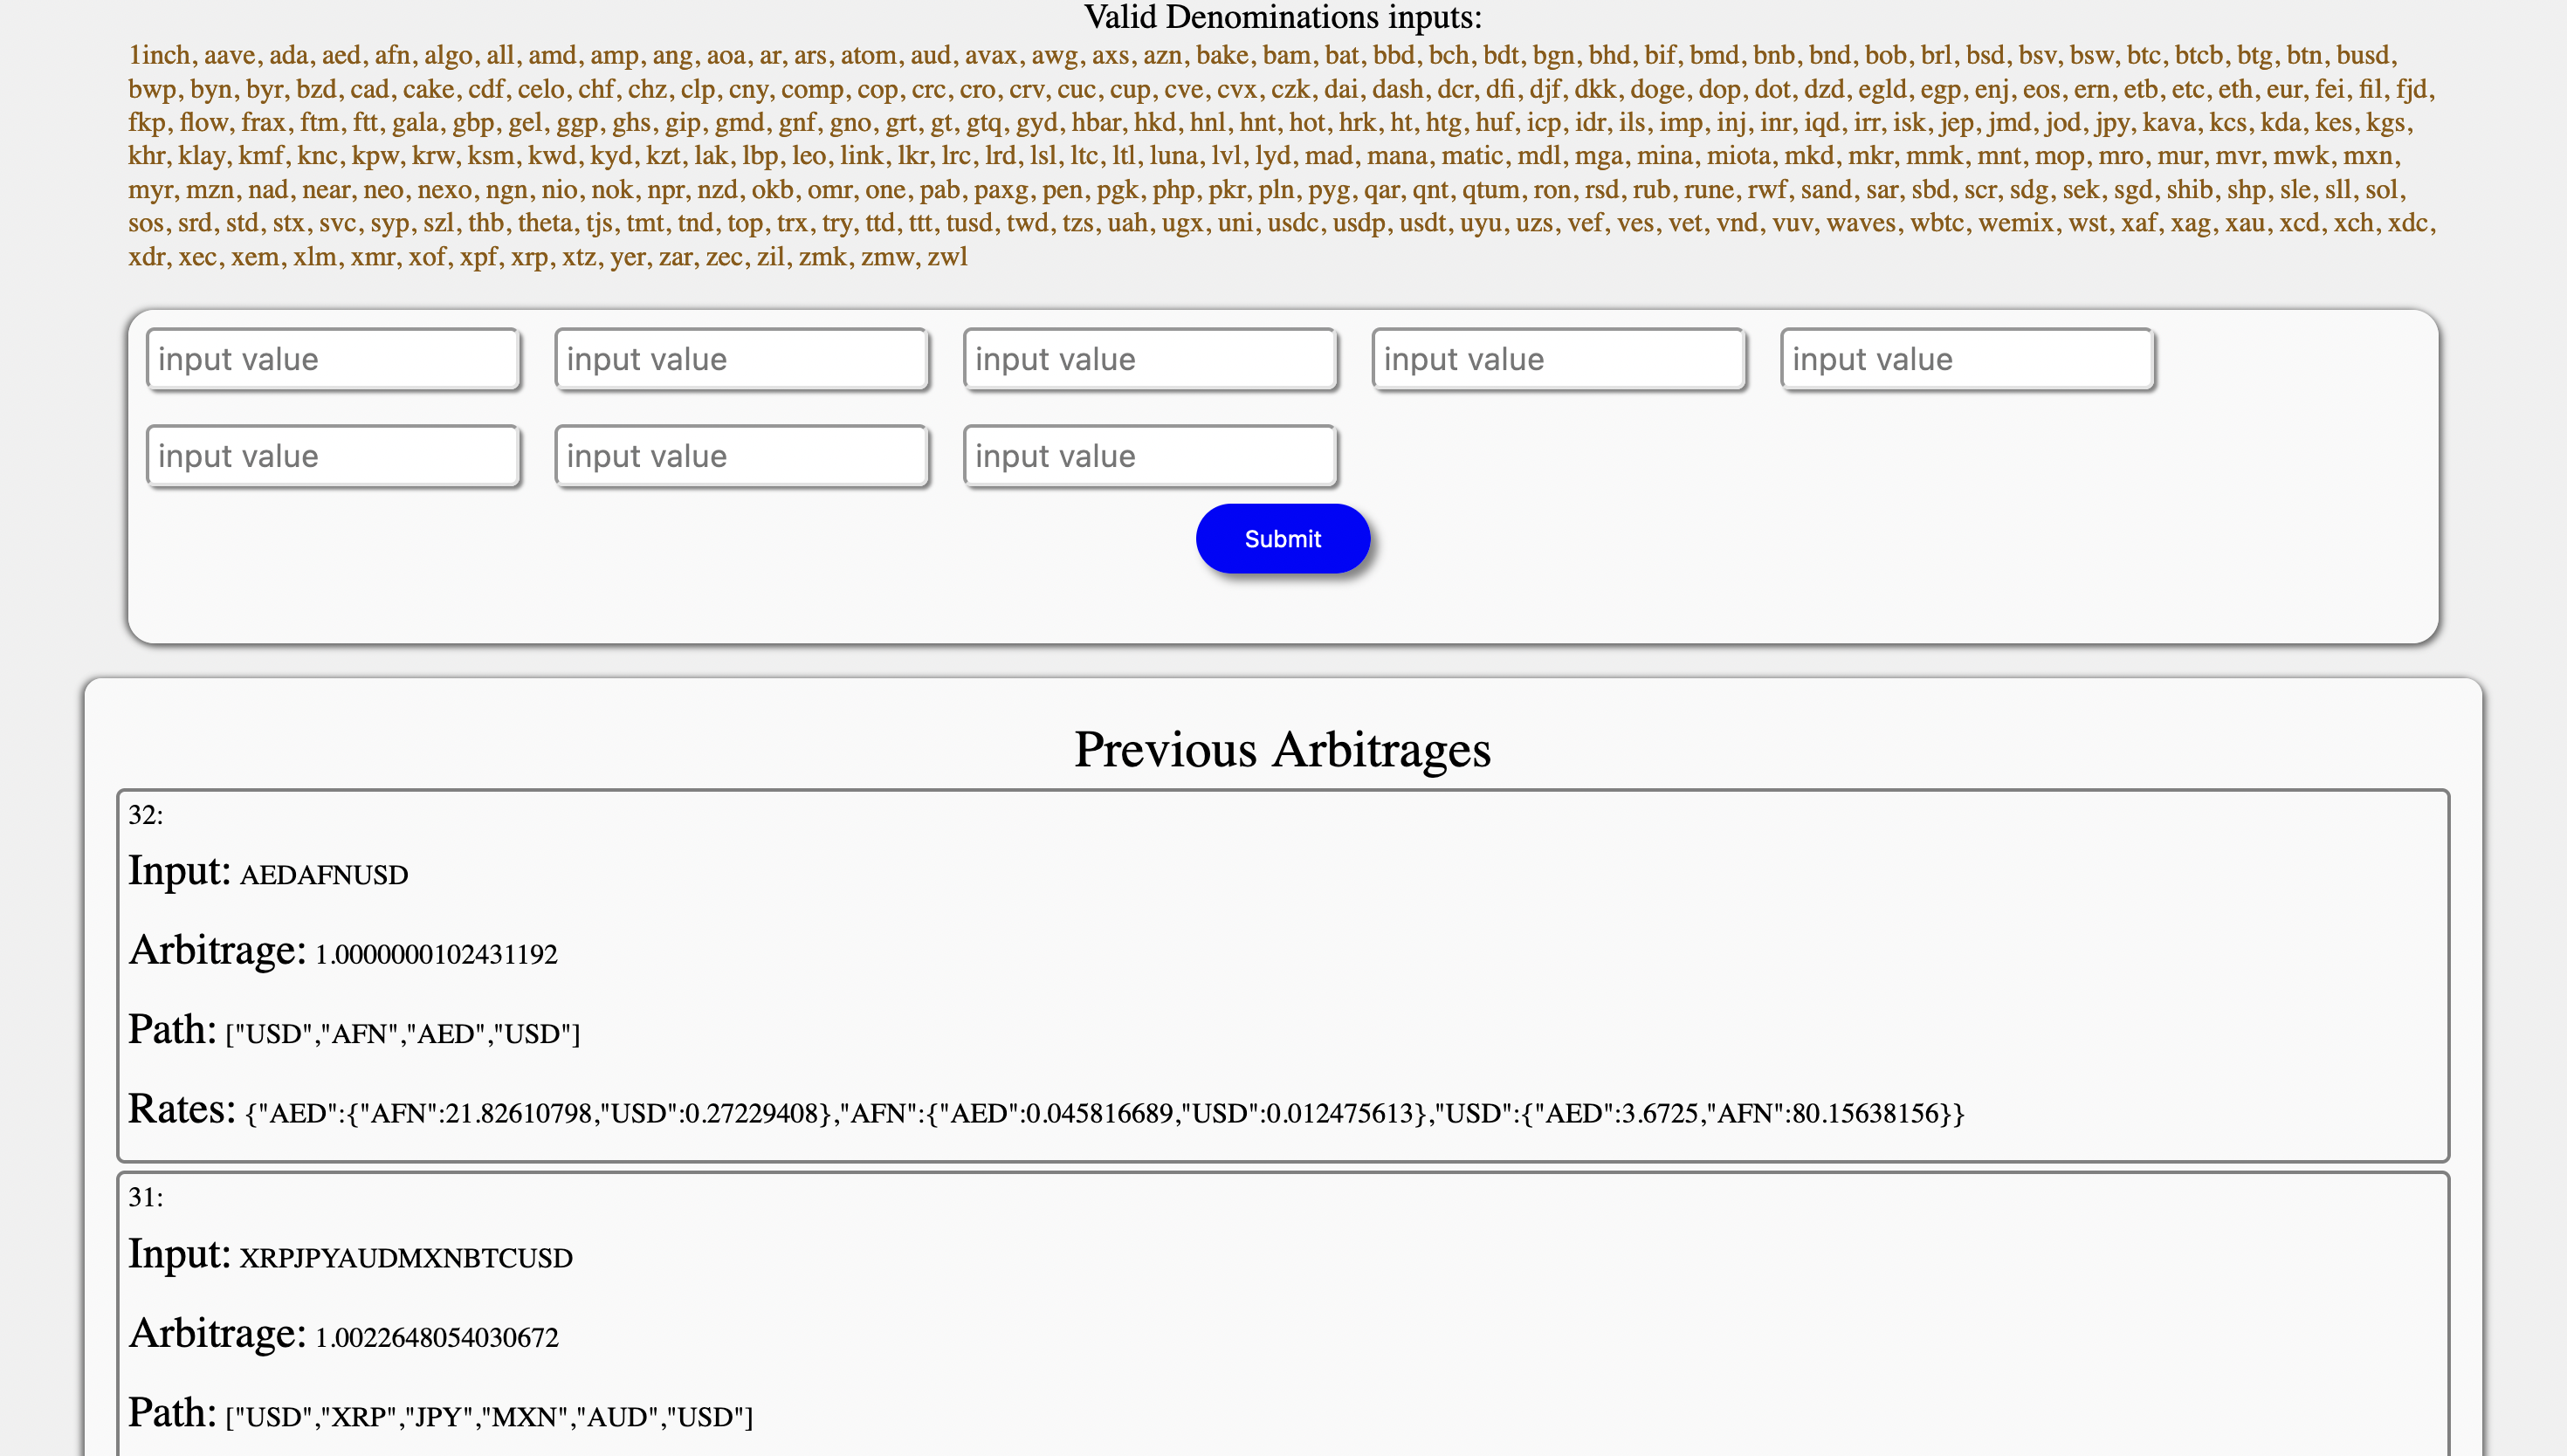 Valid Denominations inputs:
1inch, aave, ada, aed, afn, algo, all, amd, amp, ang, aoa, ar, ars, atom, aud, avax, awg, axs, azn, bake, bam, bat, bbd, bch, bdt, bgn, bhd, bif, bmd, bnb, bnd, bob, brl, bsd, bsv, bsw, btc, btcb, btg, btn, busd,
bwp, byn, byr, bzd, cad, cake, cdf, celo, chf, chz, clp, cny, comp, cop, crc, cro, crv, cuc, cup, cve, cvx, czk, dai, dash, dcr, dfi, djf, dkk, doge, dop, dot, dzd, egld, egp, enj, eos, ern, etb, etc, eth, eur, fei, fil, fjd,
fkp, flow, frax, ftm, ftt, gala, gbp, gel, ggp, ghs, gip, gmd, gnf, gno, grt, gt, gtq, gyd, hbar, hkd, hnl, hnt, hot, hrk, ht, htg, huf, icp, idr, ils, imp, inj, inr, iqd, irr, isk, jep, jmd, jod, jpy, kava, kcs, kda, kes, kgs,
khr, klay, kmf, knc, kpw, krw, ksm, kwd, kyd, kzt, lak, lbp, leo, link, lkr, lrc, lrd, lsl, ltc, ltl, luna, lvl, lyd, mad, mana, matic, mdl, mga, mina, miota, mkd, mkr, mmk, mnt, mop, mro, mur, mvr, mwk, mxn,
myr, mzn, nad, near, neo, nexo, ngn, nio, nok, npr, nzd, okb, omr, one, pab, paxg, pen, pgk, php, pkr, pln, pyg, qar, qnt, qtum, ron, rsd, rub, rune, rwf, sand, sar, sbd, scr, sdg, sek, sgd, shib, shp, sle, sll, sol,
sos, srd, std, stx, svc, syp, szl, thb, theta, tjs, tmt, tnd, top, trx, try, ttd, ttt, tusd, twd, tzs, uah, ugx, uni, usdc, usdp, usdt, uyu, uzs, vef, ves, vet, vnd, vuv, waves, wbtc, wemix, wst, xaf, xag, xau, xcd, xch, xdc,
xdr, xec, xem, xlm, xmr, xof, xpf, xrp, xtz, yer, zar, zec, zil, zmk, zmw, zwl
input value input value input value input value input value
input value input value input value
Submit
Previous Arbitrages
32:
Input: AEDAFNUSD
Arbitrage: 1.0000000102431192
Path: ["USD","AFN","AED","USD"]
Rates: {"AED":{"AFN":21.82610798,"USD":0.27229408},"AFN":{"AED":0.045816689,"USD":0.012475613},"USD":{"AED":3.6725,"AFN":80.15638156}}
31:
Input: XRPJPYAUDMXNBTCUSD
Arbitrage: 1.0022648054030672
Path: ["USD","XRP","JPY","MXN","AUD","USD"]